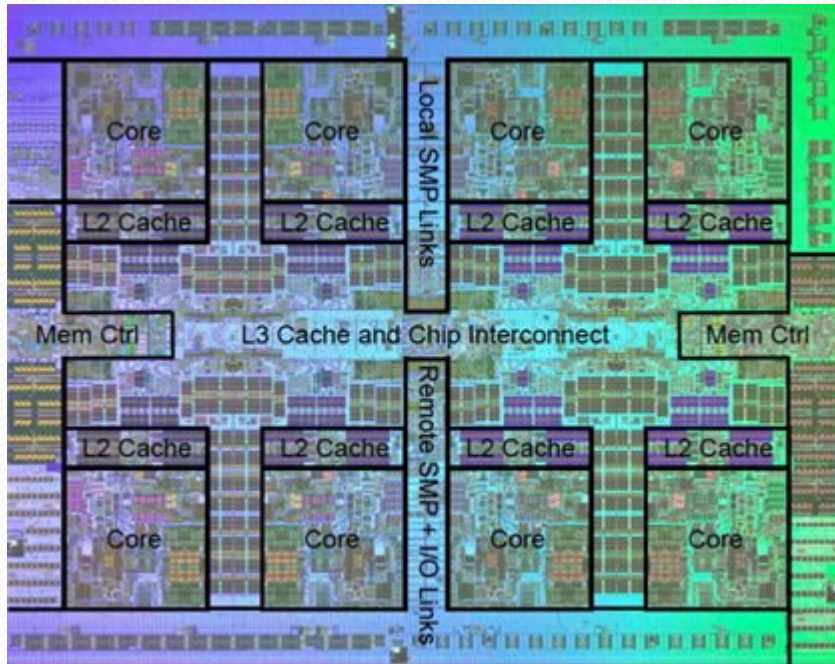 Core
Core
Core
Core
Local SMP Links
L2 Cache
L2 Cache
L2 Cache
L2 Cache
Mem Ctrl
L3 Cache and Chip Interconnect
Mem Ctrl
Remote SMP + I/O Links
L2 Cache
L2 Cache
L2 Cache
L2 Cache
Core
Core
Core
Core